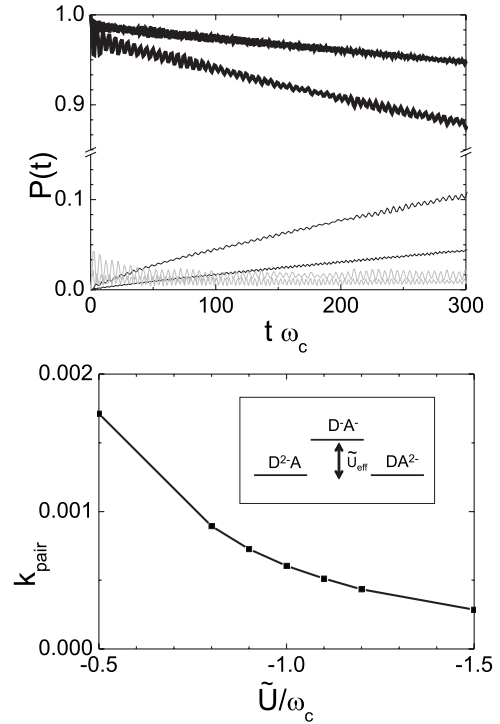 1.0
0.9
0.1
0.0
P(t)
0 100 200 300
t ω_c
0.002
0.001
0.000
k_pair
D⁻A⁻
D²⁻A
Ũ_eff
DA²⁻
-0.5 -1.0 -1.5
Ũ/ω_c